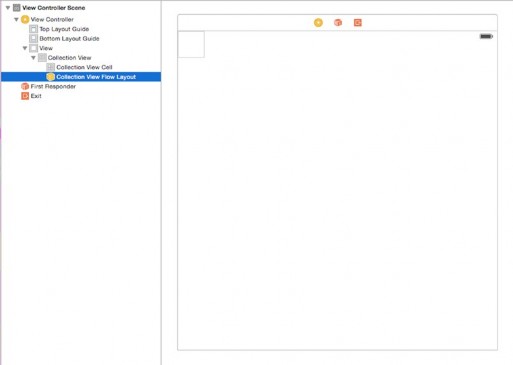 View Controller Scene
View Controller
Top Layout Guide
Bottom Layout Guide
View
Collection View
Collection View Cell
Collection View Flow Layout
First Responder
Exit